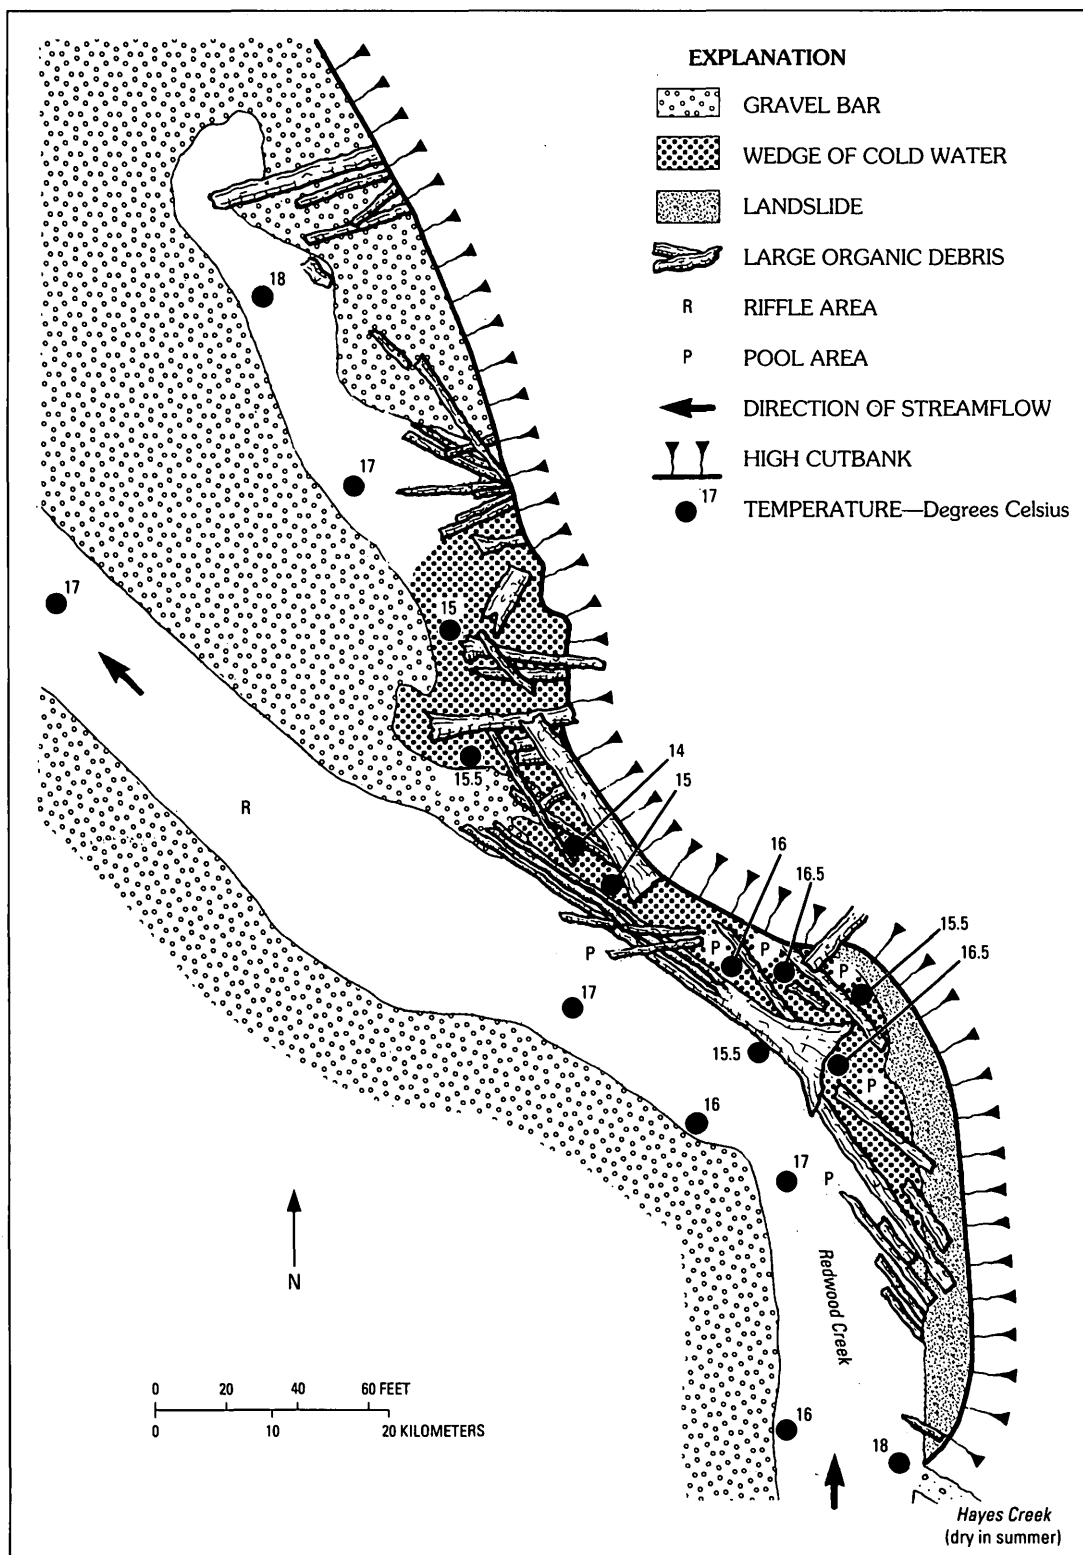 EXPLANATION
GRAVEL BAR
WEDGE OF COLD WATER
LANDSLIDE
LARGE ORGANIC DEBRIS
R RIFFLE AREA
P POOL AREA
DIRECTION OF STREAMFLOW
HIGH CUTBANK
17 TEMPERATURE—Degrees Celsius
18
17
17
15
15.5
14
15
R
16
16.5
15.5
16.5
P
P
P
P
17
15.5
P
16
17
P
Redwood Creek
N
0 20 40 60 FEET
0 10 20 KILOMETERS
16
18
Hayes Creek
(dry in summer)